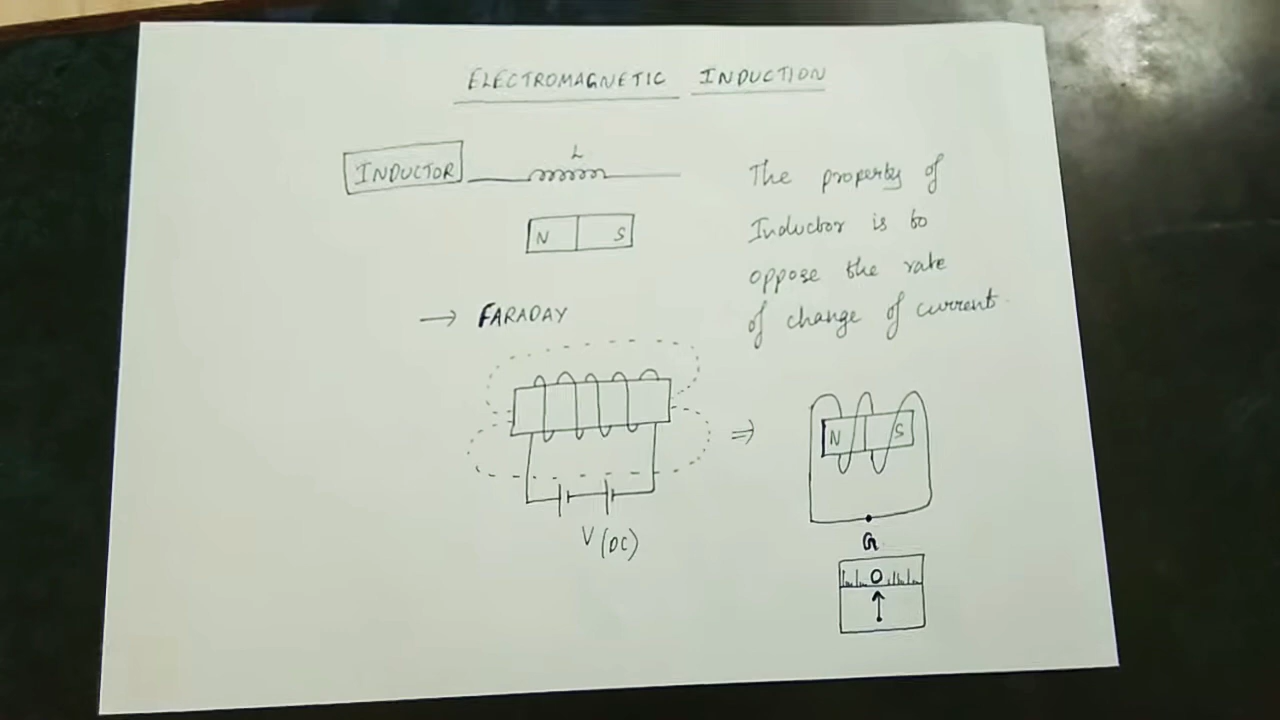 ELECTROMAGNETIC INDUCTION
INDUCTOR
L
N S
The property of
Inductor is to
oppose the rate
of change of current.
→ FARADAY
V (DC)
⇒
N S
G
0